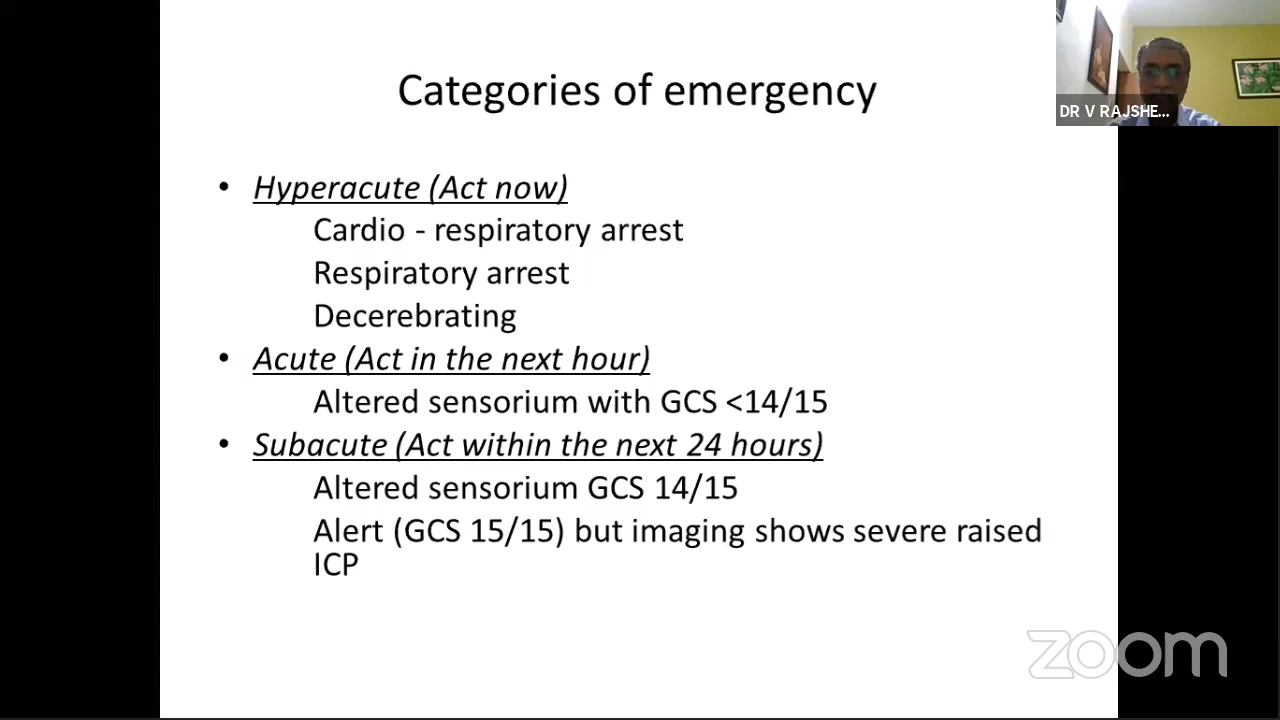 Categories of emergency
DR V RAJSHE...
• Hyperacute (Act now)
Cardio - respiratory arrest
Respiratory arrest
Decerebrating
• Acute (Act in the next hour)
Altered sensorium with GCS <14/15
• Subacute (Act within the next 24 hours)
Altered sensorium GCS 14/15
Alert (GCS 15/15) but imaging shows severe raised
ICP
zoom